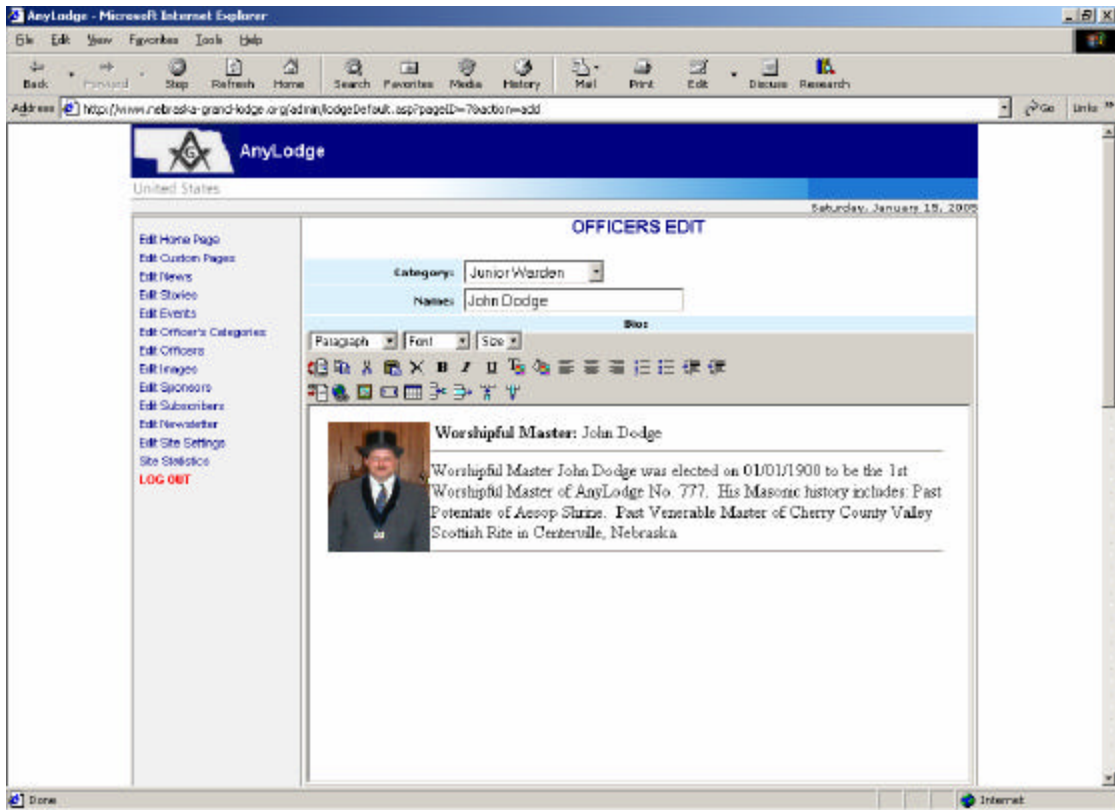 AnyLodge - Microsoft Internet Explorer
File Edit View Favorites Tools Help
Back Forward Stop Refresh Home Search Favorites Media History Mail Print Edit Discuss Research
Address http://www.nebraska-grand-lodge.org/admin/lodgeDefault.asp?pageID=7&action=add Go Links »
AnyLodge
United States
Saturday, January 15, 2005
OFFICERS EDIT
Edit Home Page
Edit Custom Pages
Edit News
Edit Stories
Edit Events
Edit Officer's Categories
Edit Officers
Edit Images
Edit Sponsors
Edit Subscribers
Edit Newsletter
Edit Site Settings
Site Statistics
LOG OUT
Category: Junior Warden
Name: John Dodge
Bio:
Paragraph Font Size
Worshipful Master: John Dodge
Worshipful Master John Dodge was elected on 01/01/1900 to be the 1st
Worshipful Master of AnyLodge No. 777. His Masonic history includes: Past
Potentate of Aesop Shrine. Past Venerable Master of Cherry County Valley
Scottish Rite in Centerville, Nebraska
Done Internet